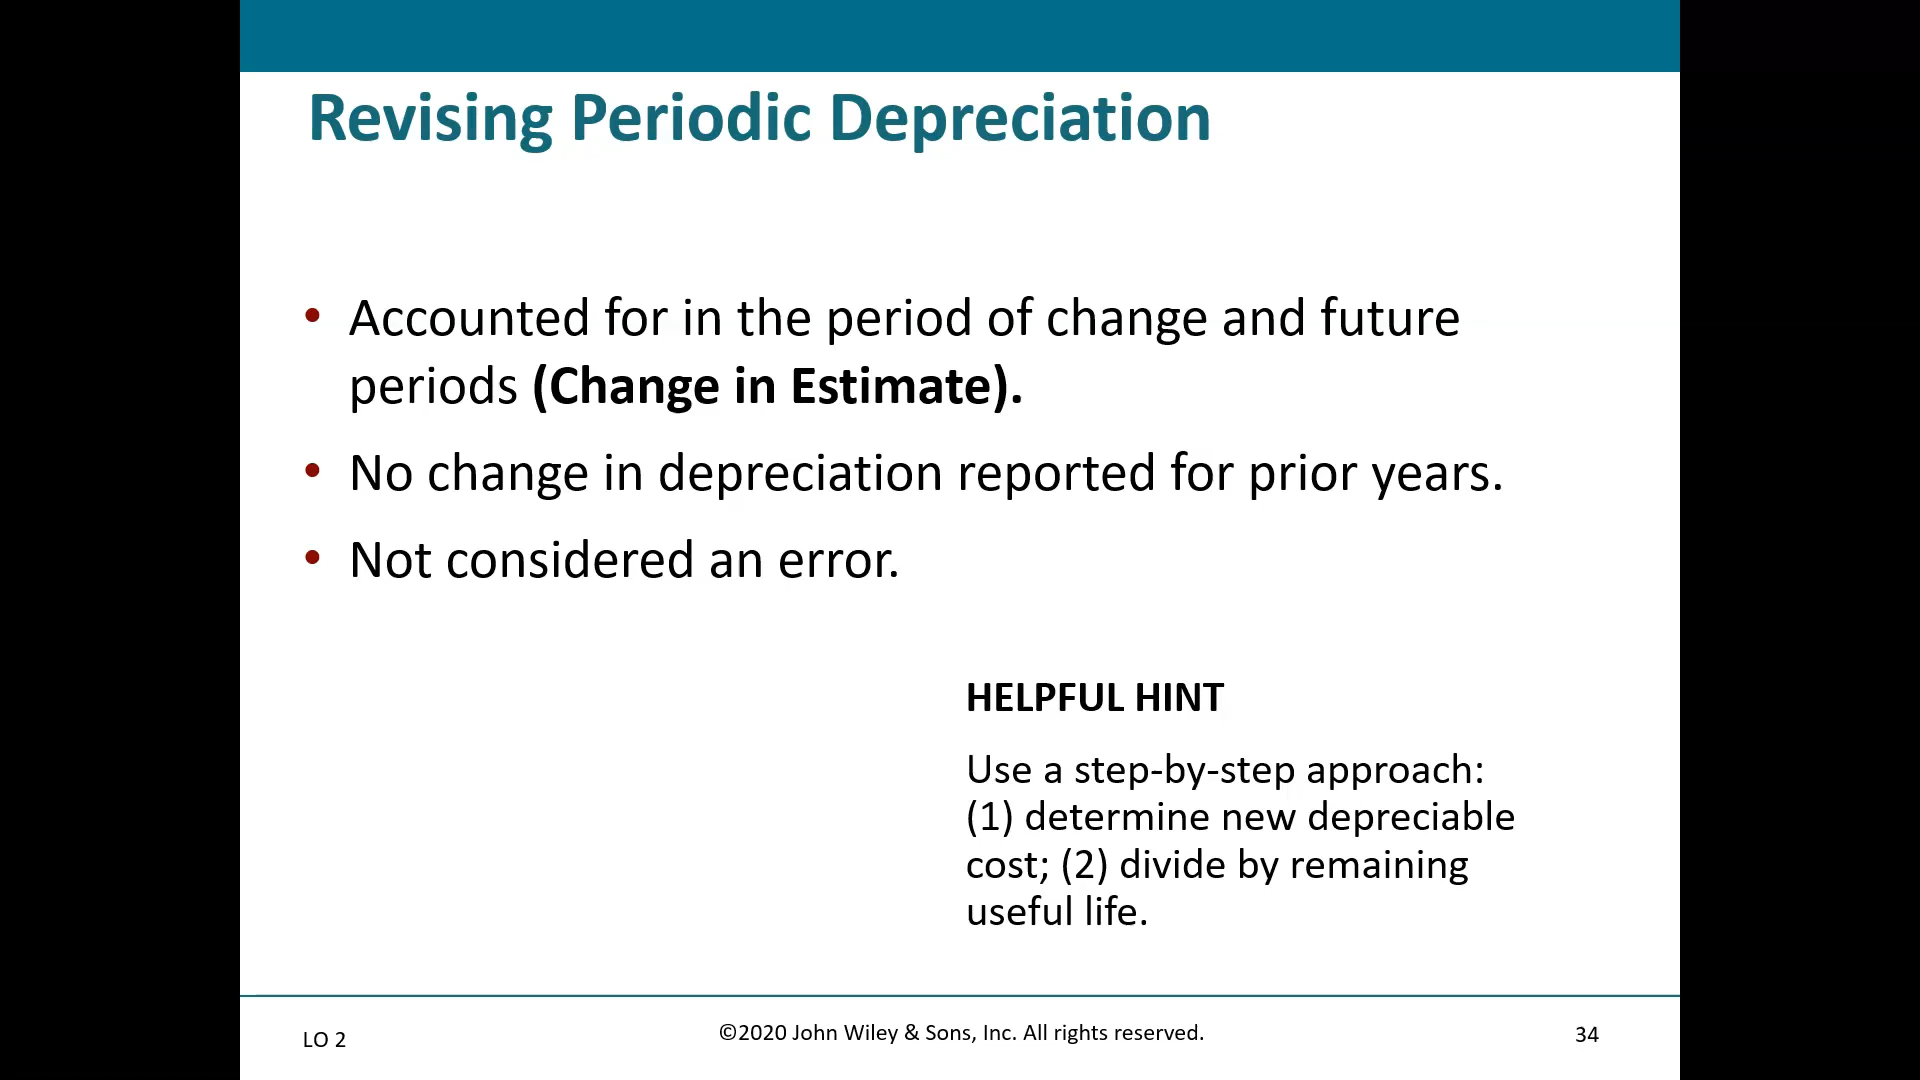 Revising Periodic Depreciation
• Accounted for in the period of change and future
periods (Change in Estimate).
• No change in depreciation reported for prior years.
• Not considered an error.
HELPFUL HINT
Use a step-by-step approach:
(1) determine new depreciable
cost; (2) divide by remaining
useful life.
LO 2
©2020 John Wiley & Sons, Inc. All rights reserved.
34